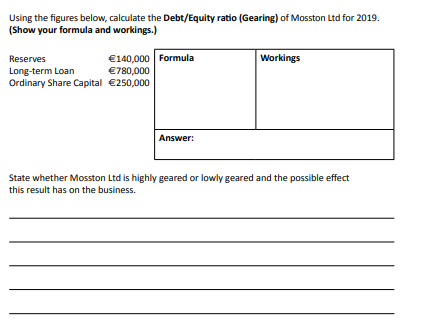 Using the figures below, calculate the Debt/Equity ratio (Gearing) of Mosston Ltd for 2019.
(Show your formula and workings.)
Reserves €140,000
Long-term Loan €780,000
Ordinary Share Capital €250,000
Formula
Workings
Answer:
State whether Mosston Ltd is highly geared or lowly geared and the possible effect
this result has on the business.